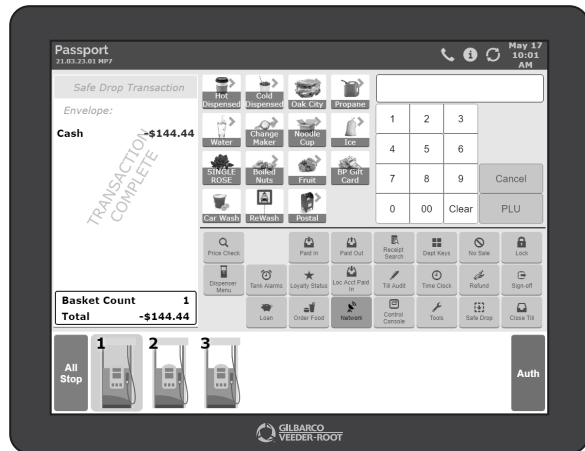 Passport
21.03.23.01 MP7
May 17
10:01
AM
Safe Drop Transaction
Envelope:
Cash -$144.44
TRANSACTION
COMPLETE
Basket Count 1
Total -$144.44
Hot
Dispensed
Cold
Dispensed
Oak City
Propane
Water
Change
Maker
Noodle
Cup
Ice
SINGLE
ROSE
Boiled
Nuts
Fruit
BP Gift
Card
Car Wash
ReWash
Postal
1 2 3
4 5 6
7 8 9 Cancel
0 00 Clear PLU
Price Check
Paid In
Paid Out
Receipt
Search
Dept Keys
No Sale
Lock
Dispenser
Menu
Tank Alarms
Loyalty Status
Loc Acct Paid
In
Till Audit
Time Clock
Refund
Sign-off
Loan
Order Food
Network
Control
Console
Tools
Safe Drop
Close Till
All
Stop
1 2 3
Auth
GILBARCO
VEEDER-ROOT